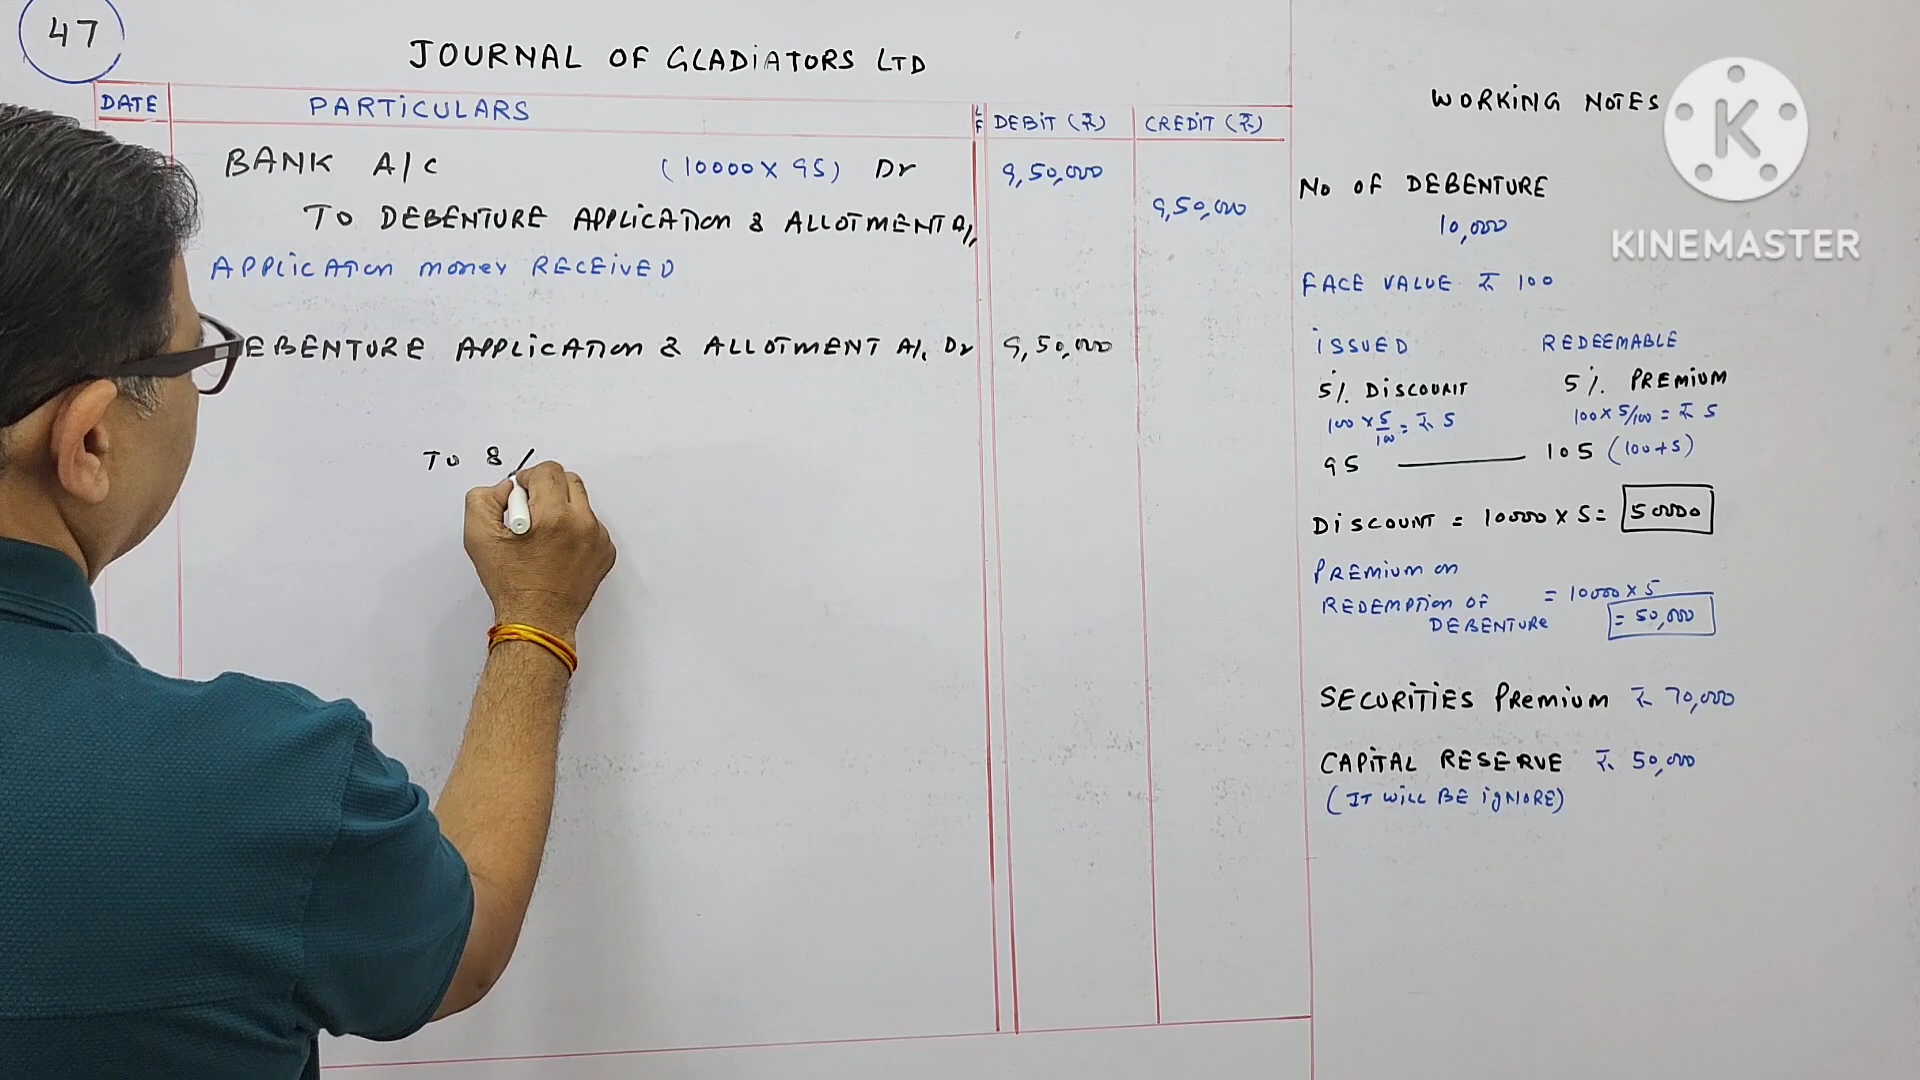 47
JOURNAL OF GLADIATORS LTD
DATE PARTICULARS LF DEBIT (₹) CREDIT (₹)
BANK A/C (10000 X 95) Dr 9,50,000
TO DEBENTURE APPLICATION & ALLOTMENT A/. 9,50,000
APPLICATION MONEY RECEIVED
EBENTURE APPLICATION & ALLOTMENT A/. Dr 9,50,000
TO 8/
WORKING NOTES
K
KINEMASTER
NO OF DEBENTURE
10,000
FACE VALUE ₹ 100
ISSUED REDEEMABLE
5%. DISCOUNT 5%. PREMIUM
100 X 5/100 = ₹ 5 100 X 5/100 = ₹ 5
95 105 (100+5)
DISCOUNT = 10000 X 5 = 50000
PREMIUM ON
REDEMPTION OF = 10000 X 5
DEBENTURE = 50,000
SECURITIES PREMIUM ₹ 70,000
CAPITAL RESERVE ₹ 50,000
(IT WILL BE IGNORE)